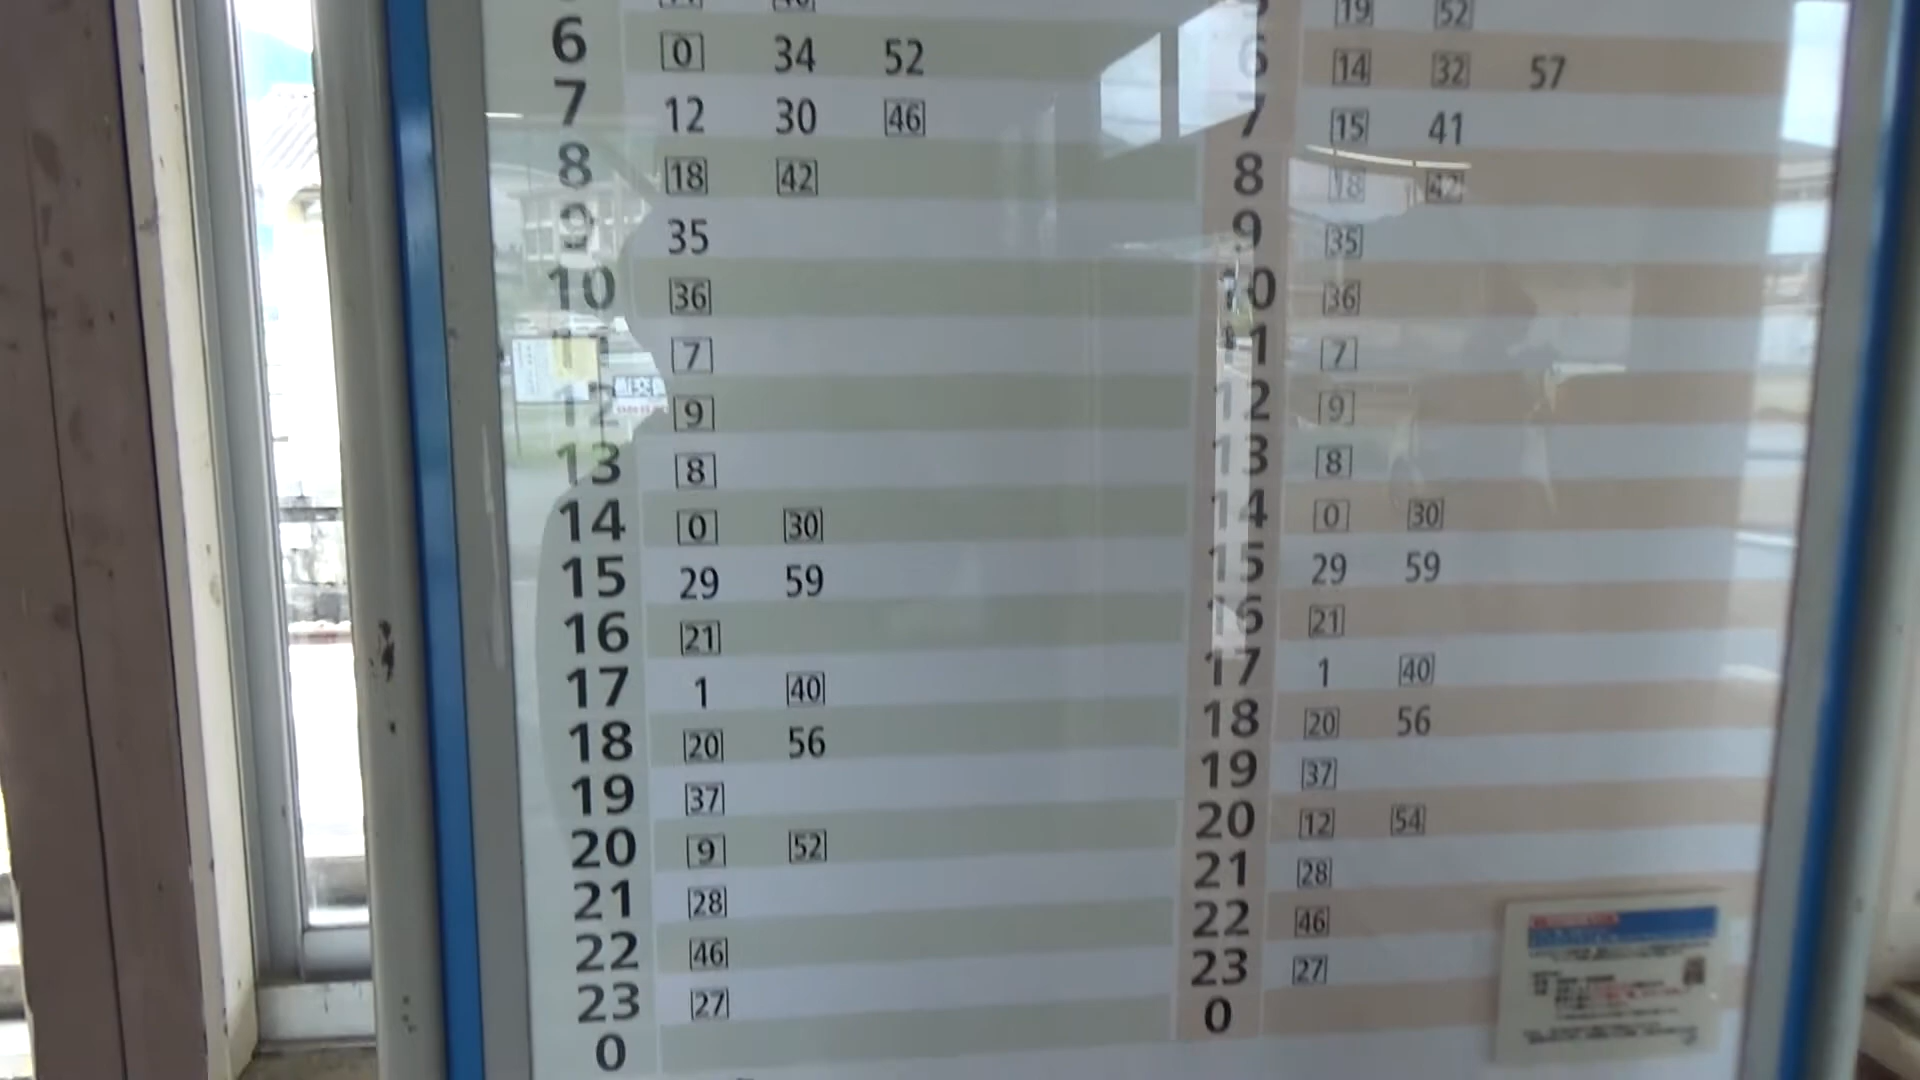 6 0 34 52
7 12 30 46
8 18 42
9 35
10 36
7
12 9
13 8
14 0 30
15 29 59
16 21
17 1 40
18 20 56
19 37
20 9 52
21 28
22 46
23 27
0
19 52
6 14 32 57
7 15 41
8 18 42
9 35
10 36
11 7
12 9
13 8
14 0 30
15 29 59
16 21
17 1 40
18 20 56
19 37
20 12 54
21 28
22 46
23 27
0